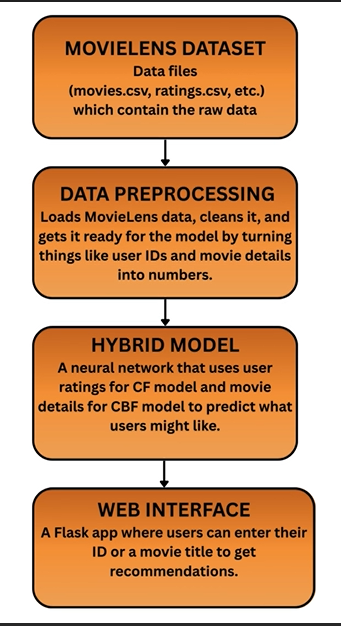 MOVIELENS DATASET
Data files
(movies.csv, ratings.csv, etc.)
which contain the raw data
DATA PREPROCESSING
Loads MovieLens data, cleans it, and
gets it ready for the model by turning
things like user IDs and movie details
into numbers.
HYBRID MODEL
A neural network that uses user
ratings for CF model and movie
details for CBF model to predict what
users might like.
WEB INTERFACE
A Flask app where users can enter their
ID or a movie title to get
recommendations.